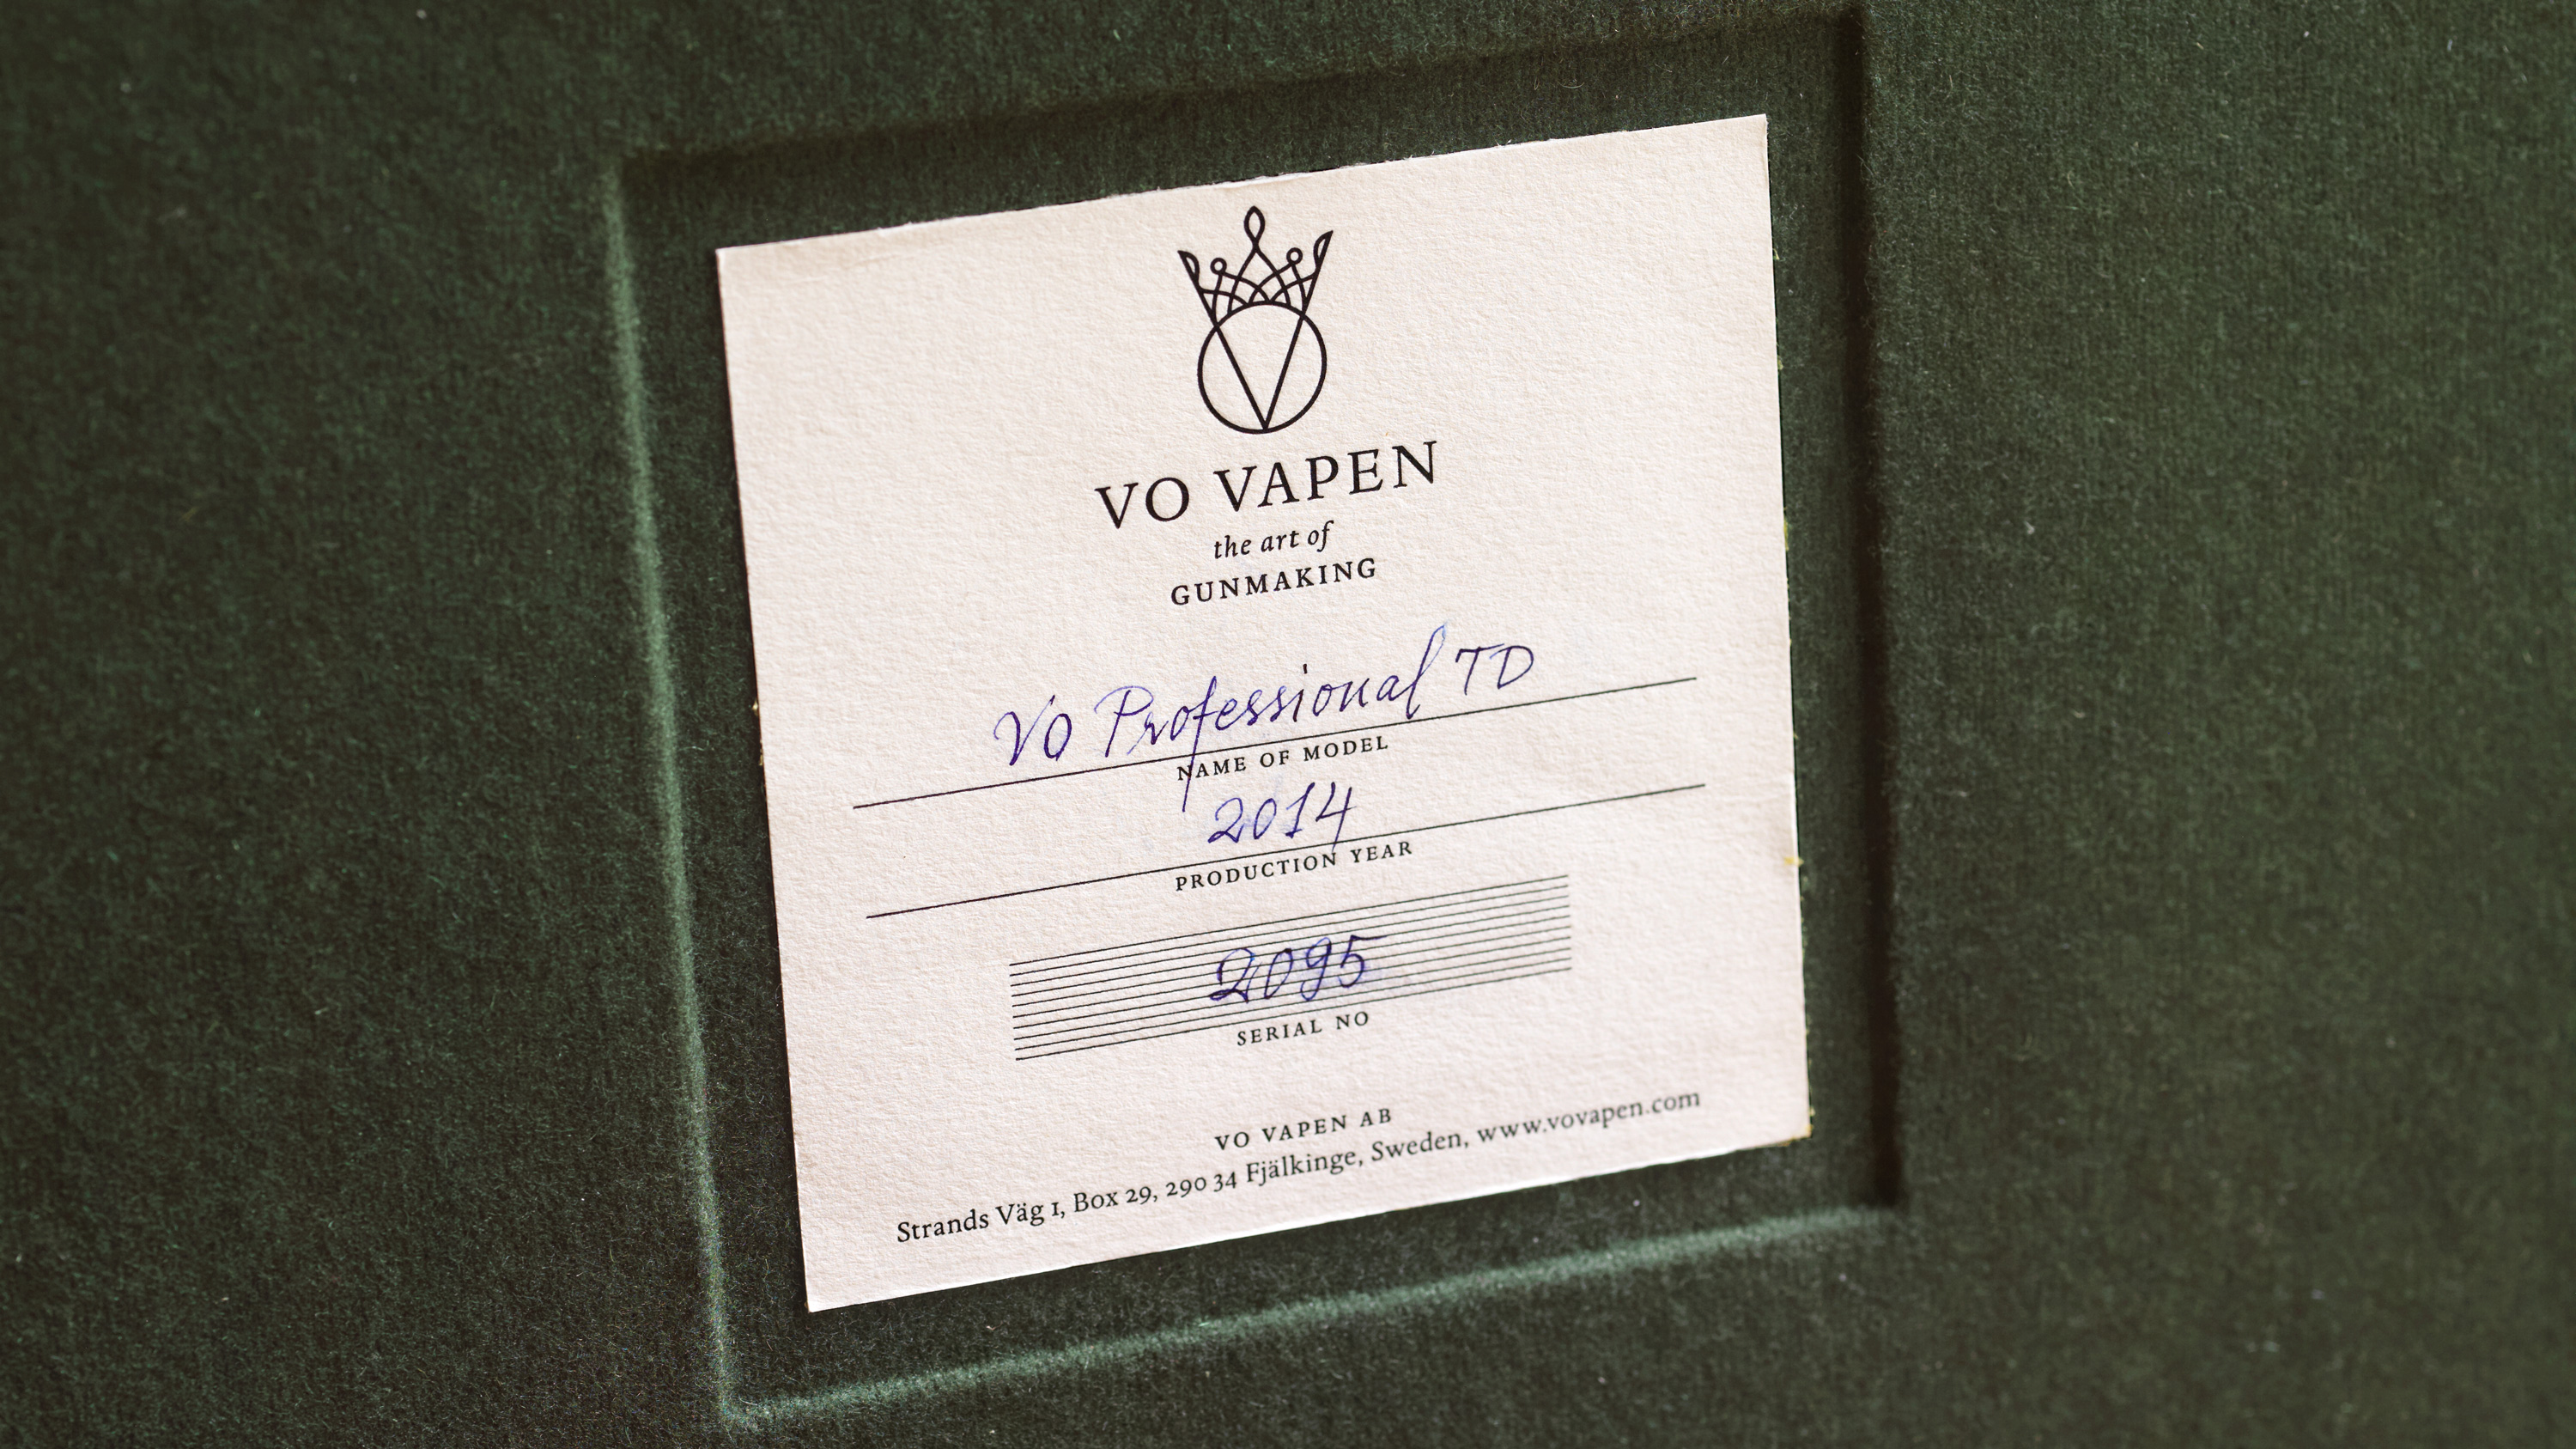 VO VAPEN
the art of
GUNMAKING
VO Professional TD
NAME OF MODEL
2014
PRODUCTION YEAR
2095
SERIAL NO
VO VAPEN AB
Strands Väg 1, Box 29, 290 34 Fjälkinge, Sweden, www.vovapen.com